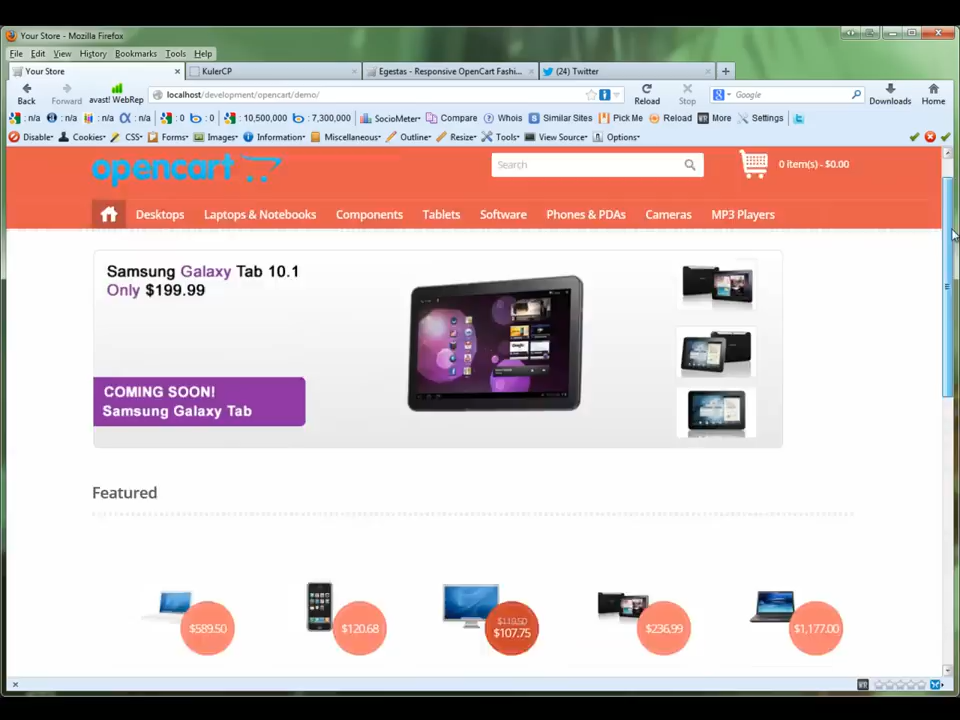 Your Store - Mozilla Firefox
File Edit View History Bookmarks Tools Help
Your Store KulerCP Egestas - Responsive OpenCart Fashi... (24) Twitter
localhost/development/opencart/demo/ Google
Back Forward avast! WebRep Reload Stop Downloads Home
: n/a : n/a : n/a : n/a : 0 : 0 : 10,500,000 : 7,300,000 SocioMeter Compare Whois Similar Sites Pick Me Reload More Settings
Disable Cookies CSS Forms Images Information Miscellaneous Outline Resize Tools View Source Options
opencart Search 0 item(s) - $0.00
Desktops Laptops & Notebooks Components Tablets Software Phones & PDAs Cameras MP3 Players
Samsung Galaxy Tab 10.1
Only $199.99
COMING SOON!
Samsung Galaxy Tab
Featured
$589.50 $120.68 $119.50 $107.75 $236.99 $1,177.00